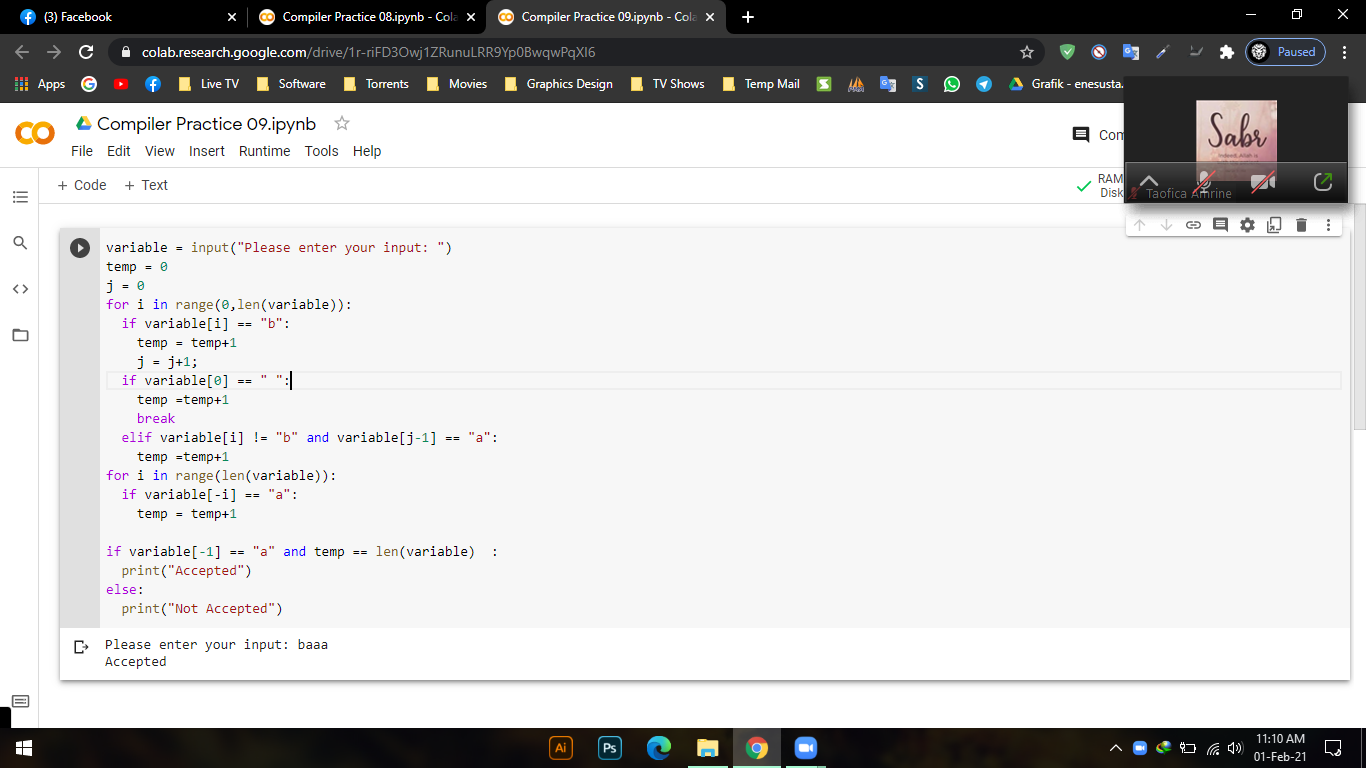 (3) Facebook
Compiler Practice 08.ipynb - Cola
Compiler Practice 09.ipynb - Cola
colab.research.google.com/drive/1r-riFD3Owj1ZRunuLRR9Yp0BwqwPqXl6
Paused
Apps
Live TV
Software
Torrents
Movies
Graphics Design
TV Shows
Temp Mail
Grafik - enesusta.
Compiler Practice 09.ipynb
Com
File Edit View Insert Runtime Tools Help
+ Code + Text
RAM
Disk
Sabr
Taofica Amrine
variable = input("Please enter your input: ")
temp = 0
j = 0
for i in range(0,len(variable)):
  if variable[i] == "b":
    temp = temp+1
    j = j+1;
  if variable[0] == " ":
    temp =temp+1
    break
  elif variable[i] != "b" and variable[j-1] == "a":
    temp =temp+1
for i in range(len(variable)):
  if variable[-i] == "a":
    temp = temp+1
if variable[-1] == "a" and temp == len(variable)  :
  print("Accepted")
else:
  print("Not Accepted")
Please enter your input: baaa
Accepted
Ai
Ps
11:10 AM
01-Feb-21